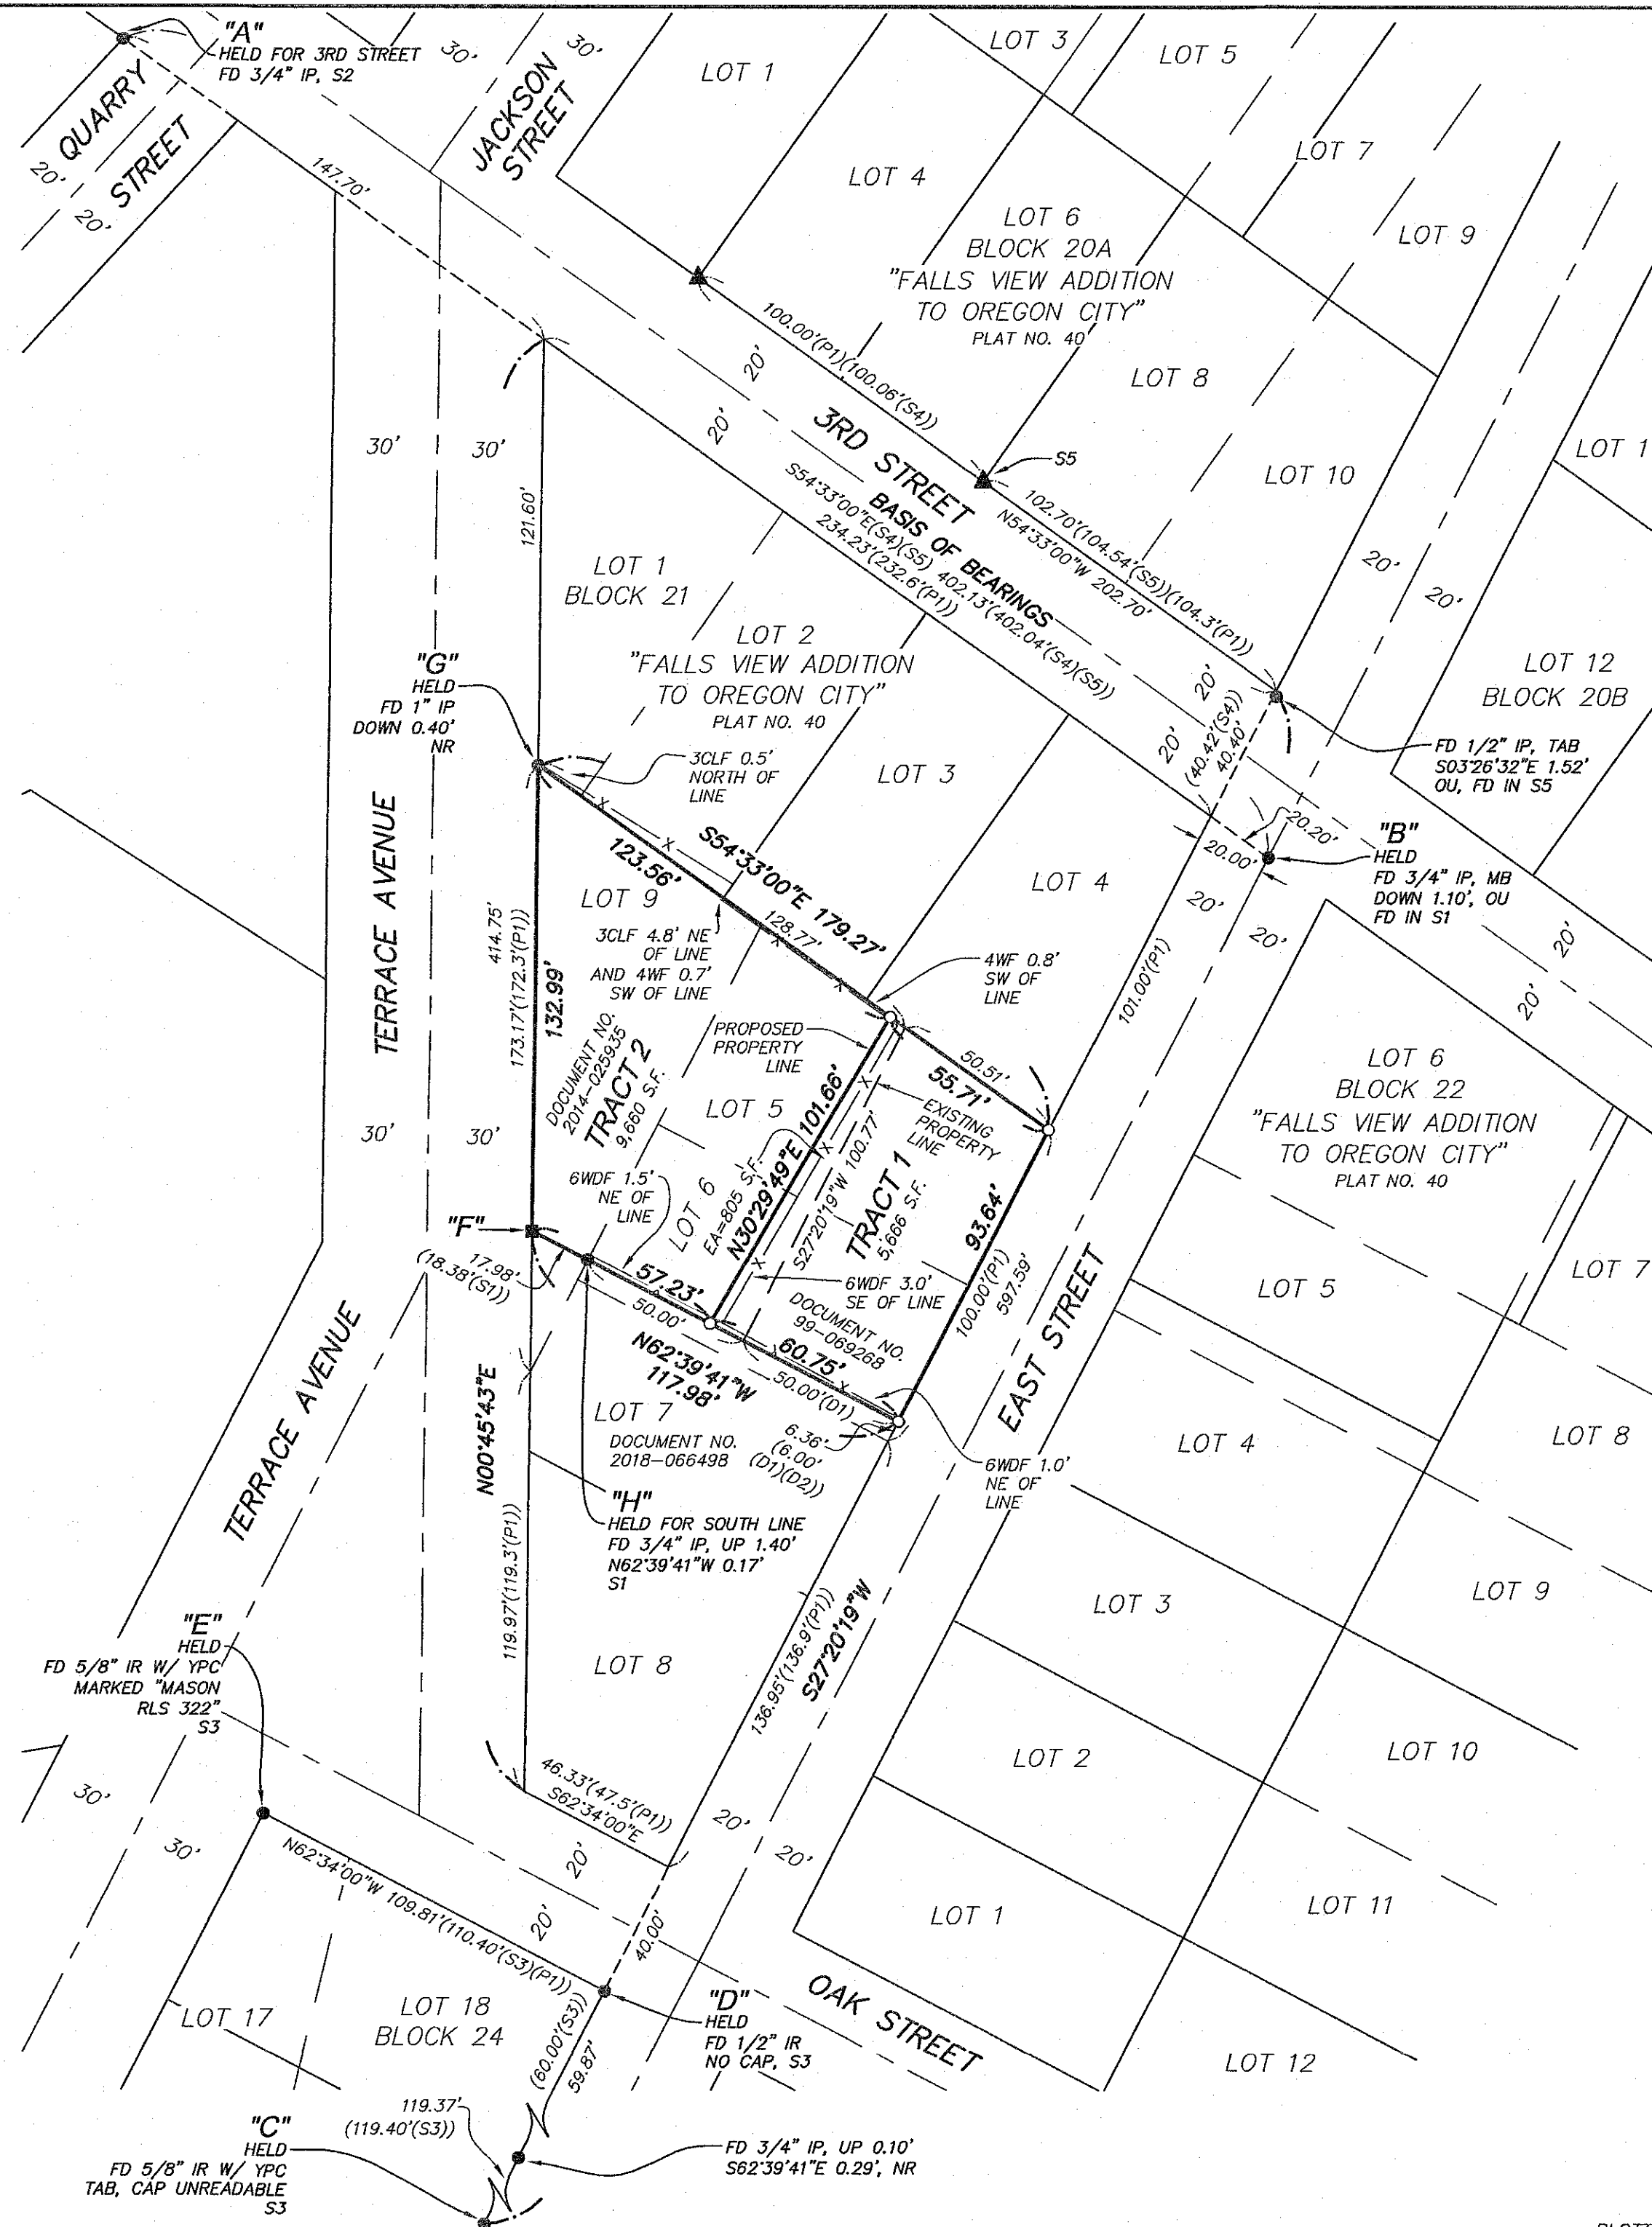 "A"
HELD FOR 3RD STREET
FD 3/4" IP, S2
QUARRY
STREET
20'
20'
30'
30'
JACKSON
STREET
147.70'
LOT 1
LOT 3
LOT 5
LOT 4
LOT 7
LOT 6
BLOCK 20A
"FALLS VIEW ADDITION
TO OREGON CITY"
PLAT NO. 40
LOT 9
LOT 8
LOT 10
LOT 1
100.00'(P1)(100.06'(S4))
20'
20'
3RD STREET
S5
BASIS OF BEARINGS
S54°33'00"E(S4)(S5) 402.13'(402.04'(S4)(S5))
234.23'(232.6'(P1))
102.70'(104.54'(S5))(104.3'(P1))
N54°33'00"W 202.70'
20'
20'
20'
20'
(40.42'(S4))
40.40'
LOT 12
BLOCK 20B
FD 1/2" IP, TAB
S03°26'32"E 1.52'
OU, FD IN S5
20.20'
20.00'
"B"
HELD
FD 3/4" IP, MB
DOWN 1.10', OU
FD IN S1
20'
20'
20'
20'
30'
30'
121.60'
LOT 1
BLOCK 21
LOT 2
"FALLS VIEW ADDITION
TO OREGON CITY"
PLAT NO. 40
"G"
HELD
FD 1" IP
DOWN 0.40'
NR
3CLF 0.5'
NORTH OF
LINE
LOT 3
LOT 4
TERRACE AVENUE
S54°33'00"E 179.27'
123.56'
128.77'
LOT 9
3CLF 4.8' NE
OF LINE
AND 4WF 0.7'
SW OF LINE
4WF 0.8'
SW OF
LINE
414.75'
173.17'(172.3'(P1))
132.99'
DOCUMENT NO.
2014-025935
TRACT 2
9,660 S.F.
PROPOSED
PROPERTY
LINE
LOT 5
101.00'(P1)
50.51'
55.71'
EXISTING
PROPERTY
LINE
LOT 6
BLOCK 22
"FALLS VIEW ADDITION
TO OREGON CITY"
PLAT NO. 40
30'
30'
6WDF 1.5'
NE OF
LINE
LOT 6
EA=805 S.F.
N30°29'49"E 101.66'
S27°20'19"W 100.77'
TRACT 1
5,666 S.F.
93.64'
100.00'(P1)
597.59'
"F"
17.98'
(18.38'(S1))
57.23'
50.00'
6WDF 3.0'
SE OF LINE
DOCUMENT NO.
99-069268
60.75'
50.00'(D1)
N62°39'41"W
117.98'
EAST STREET
LOT 5
LOT 7
TERRACE AVENUE
N00°45'43"E
LOT 7
DOCUMENT NO.
2018-066498
6.36'
(6.00'
(D1)(D2))
6WDF 1.0'
NE OF
LINE
LOT 4
LOT 8
"H"
HELD FOR SOUTH LINE
FD 3/4" IP, UP 1.40'
N62°39'41"W 0.17'
S1
119.97'(119.3'(P1))
LOT 3
LOT 9
"E"
HELD
FD 5/8" IR W/ YPC
MARKED "MASON
RLS 322"
S3
LOT 8
136.95'(136.9'(P1))
S27°20'19"W
LOT 2
LOT 10
30'
30'
46.33'(47.5'(P1))
S62°34'00"E
20'
20'
20'
20'
N62°34'00"W 109.81'(110.40'(S3)(P1))
40.00'
LOT 1
LOT 11
OAK STREET
LOT 17
LOT 18
BLOCK 24
"D"
HELD
FD 1/2" IR
NO CAP, S3
LOT 12
(60.00'(S3))
59.87'
119.37'
(119.40'(S3))
"C"
HELD
FD 5/8" IR W/ YPC
TAB, CAP UNREADABLE
S3
FD 3/4" IP, UP 0.10'
S62°39'41"E 0.29', NR